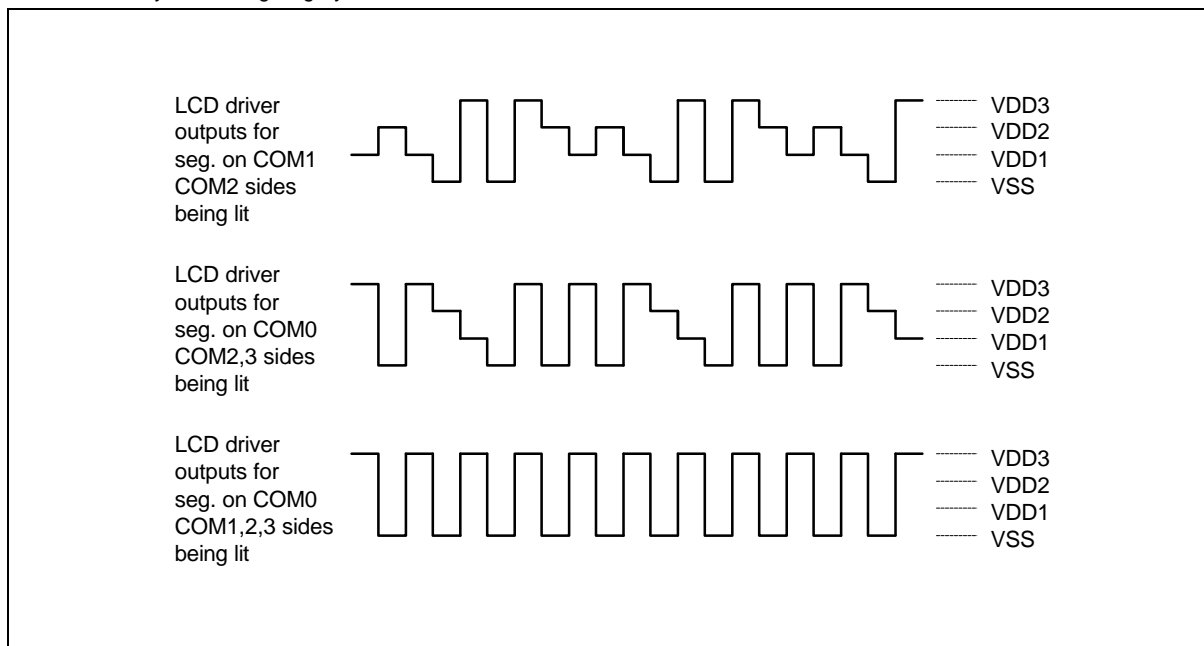 LCD driver
outputs for
seg. on COM1
COM2 sides
being lit
VDD3
VDD2
VDD1
VSS
LCD driver
outputs for
seg. on COM0
COM2,3 sides
being lit
VDD3
VDD2
VDD1
VSS
LCD driver
outputs for
seg. on COM0
COM1,2,3 sides
being lit
VDD3
VDD2
VDD1
VSS